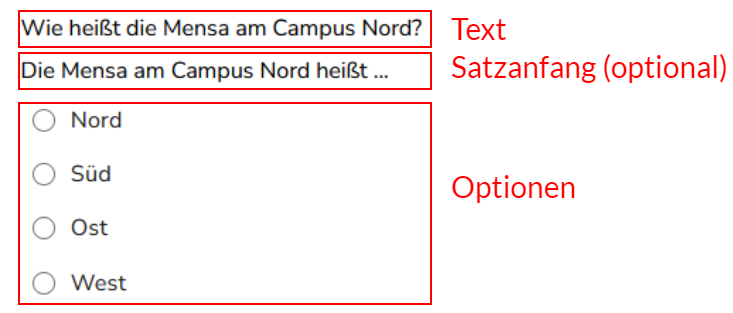 Wie heißt die Mensa am Campus Nord? Text
Die Mensa am Campus Nord heißt ... Satzanfang (optional)
Nord
Süd
Optionen
Ost
West